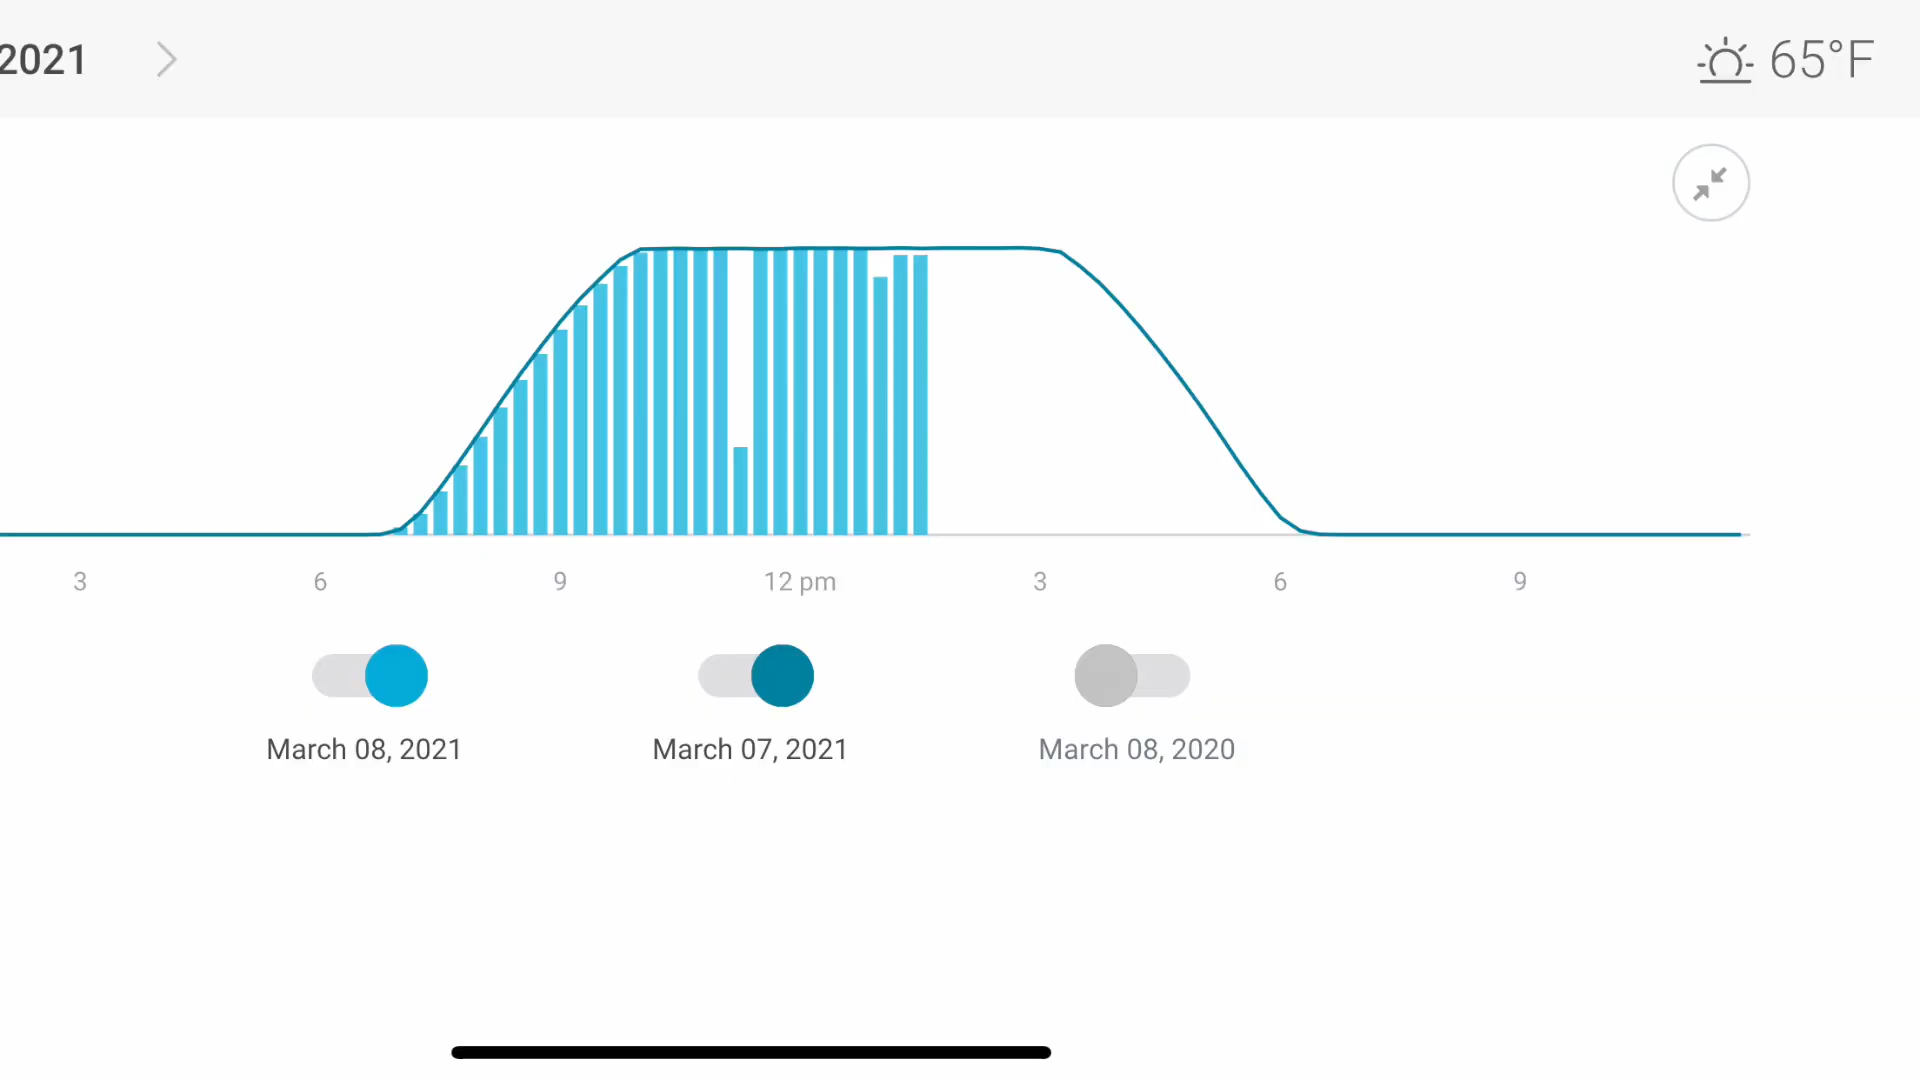 2021
65°F
3 6 9 12 pm 3 6 9
March 08, 2021 March 07, 2021 March 08, 2020